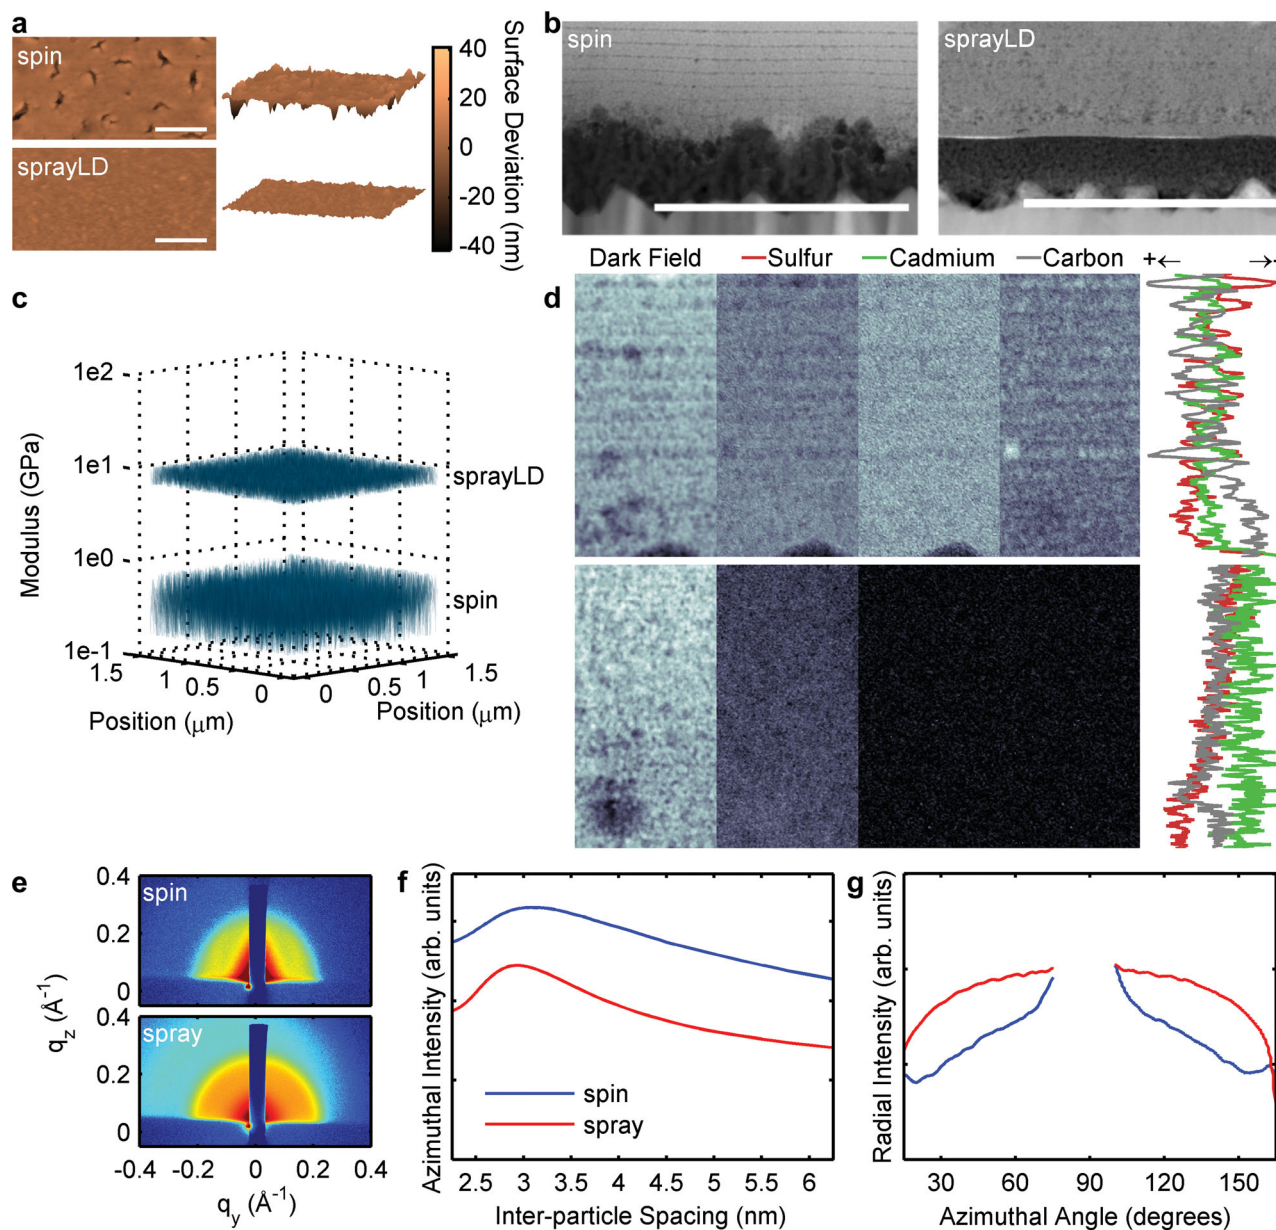 a
spin
sprayLD
40
20
0
-20
-40
Surface Deviation (nm)
b
spin
sprayLD
c
1e2
1e1
1e0
1e-1
Modulus (GPa)
sprayLD
spin
1.5
1
0.5
0
0
0.5
1
1.5
Position (μm)
Position (μm)
d
Dark Field
Sulfur
Cadmium
Carbon
+← →-
e
spin
0.4
0.2
0
spray
0.4
0.2
0
q_z (Å⁻¹)
-0.4 -0.2 0 0.2 0.4
q_y (Å⁻¹)
f
Azimuthal Intensity (arb. units)
spin
spray
2.5 3 3.5 4 4.5 5 5.5 6
Inter-particle Spacing (nm)
g
Radial Intensity (arb. units)
30 60 90 120 150
Azimuthal Angle (degrees)